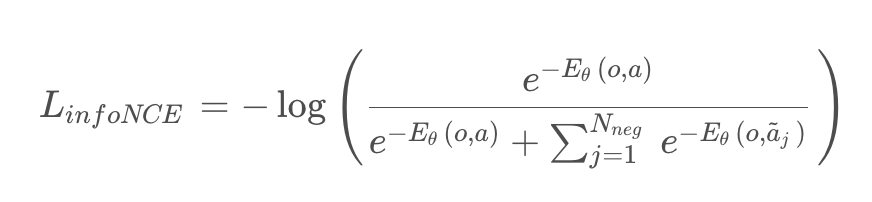 L_{infoNCE} = -\log\left(\frac{e^{-E_\theta(o,a)}}{e^{-E_\theta(o,a)} + \sum_{j=1}^{N_{neg}} e^{-E_\theta(o,\tilde{a}_j)}}\right)